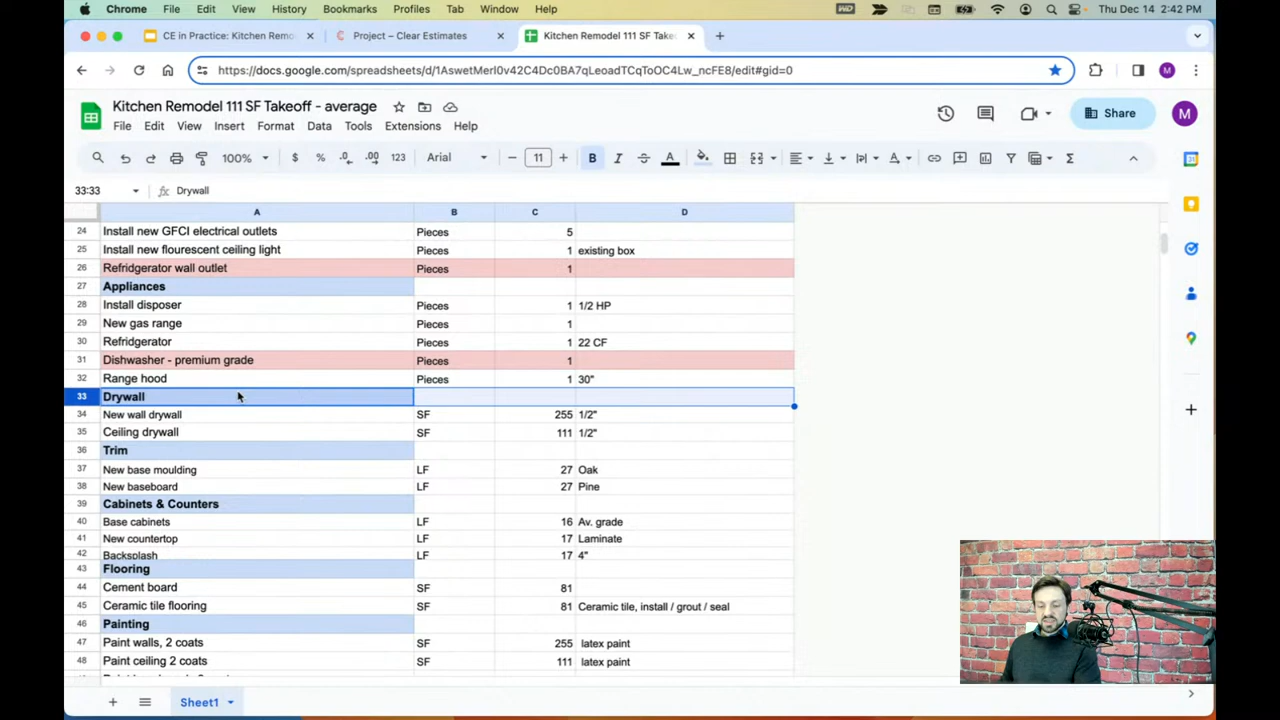 Chrome File Edit View History Bookmarks Profiles Tab Window Help Thu Dec 14 2:42 PM
CE in Practice: Kitchen Remo Project – Clear Estimates Kitchen Remodel 111 SF Take
https://docs.google.com/spreadsheets/d/1AswetMerl0v42C4Dc0BA7qLeoadTCqToOC4Lw_ncFE8/edit#gid=0 M
Kitchen Remodel 111 SF Takeoff - average
File Edit View Insert Format Data Tools Extensions Help
Share M
100% $ % .0 .00 123 Arial 11 B I A
33:33 Drywall
A B C D
24 Install new GFCI electrical outlets Pieces 5
25 Install new flourescent ceiling light Pieces 1 existing box
26 Refridgerator wall outlet Pieces 1
27 Appliances
28 Install disposer Pieces 1 1/2 HP
29 New gas range Pieces 1
30 Refridgerator Pieces 1 22 CF
31 Dishwasher - premium grade Pieces 1
32 Range hood Pieces 1 30"
33 Drywall
34 New wall drywall SF 255 1/2"
35 Ceiling drywall SF 111 1/2"
36 Trim
37 New base moulding LF 27 Oak
38 New baseboard LF 27 Pine
39 Cabinets & Counters
40 Base cabinets LF 16 Av. grade
41 New countertop LF 17 Laminate
42 Backsplash LF 17 4"
43 Flooring
44 Cement board SF 81
45 Ceramic tile flooring SF 81 Ceramic tile, install / grout / seal
46 Painting
47 Paint walls, 2 coats SF 255 latex paint
48 Paint ceiling 2 coats SF 111 latex paint
Sheet1